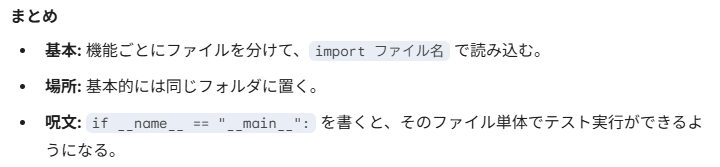 まとめ
• 基本: 機能ごとにファイルを分けて、 import ファイル名 で読み込む。
• 場所: 基本的には同じフォルダに置く。
• 呪文: if __name__ == "__main__": を書くと、そのファイル単体でテスト実行ができるよ
うになる。